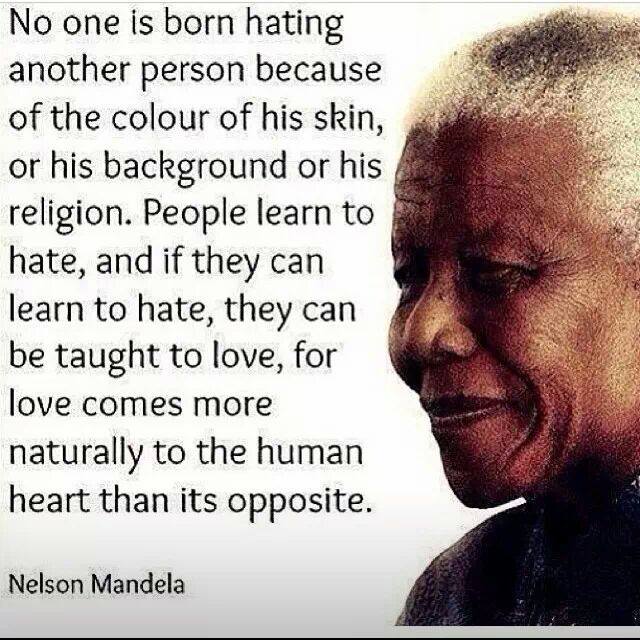 No one is born hating
another person because
of the colour of his skin,
or his background or his
religion. People learn to
hate, and if they can
learn to hate, they can
be taught to love, for
love comes more
naturally to the human
heart than its opposite.
Nelson Mandela